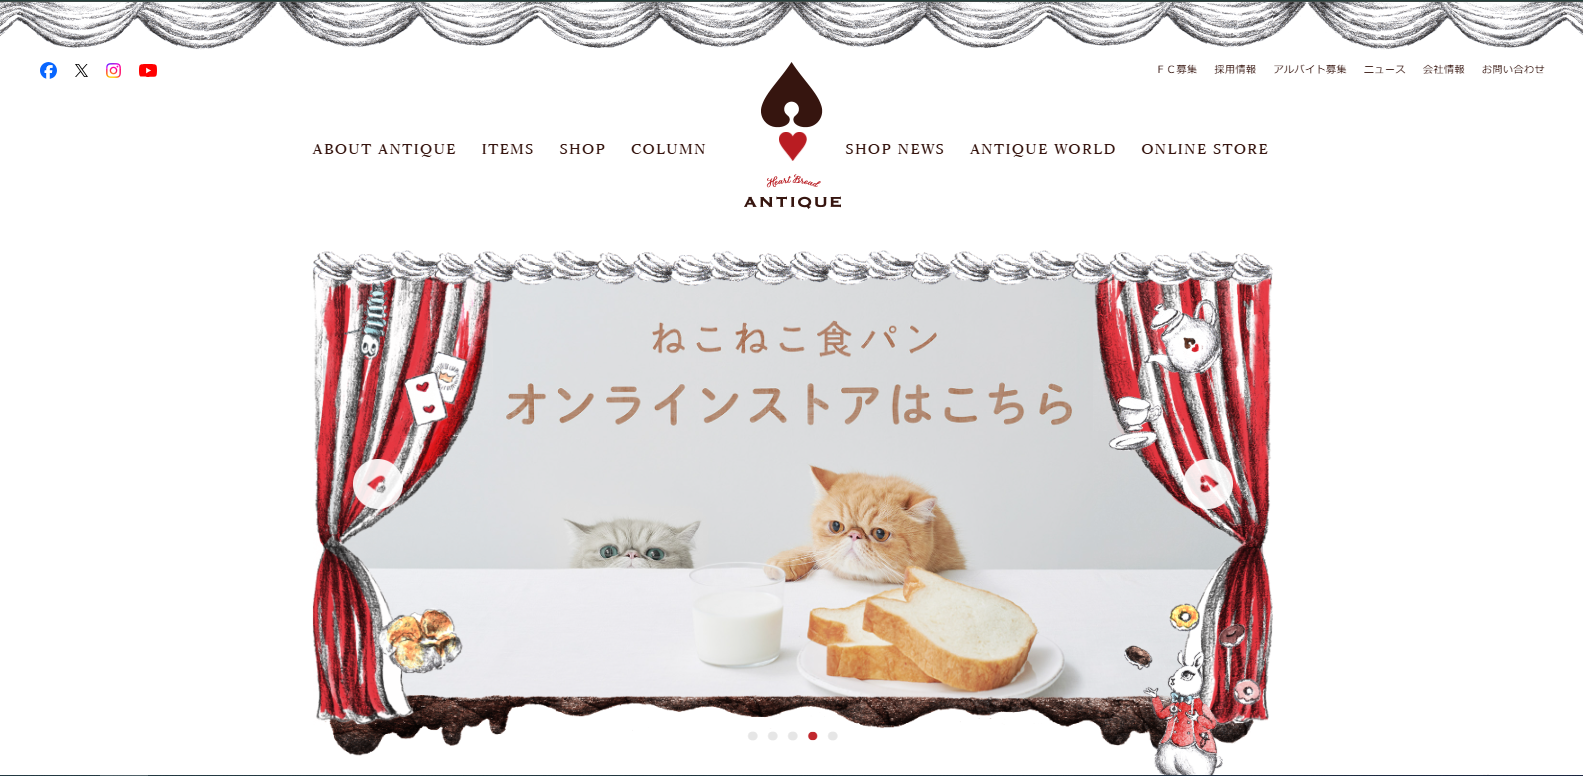 ＦＣ募集 採用情報 アルバイト募集 ニュース 会社情報 お問い合わせ
ABOUT ANTIQUE ITEMS SHOP COLUMN SHOP NEWS ANTIQUE WORLD ONLINE STORE
Heart Bread
ANTIQUE
ねこねこ食パン
オンラインストアはこちら